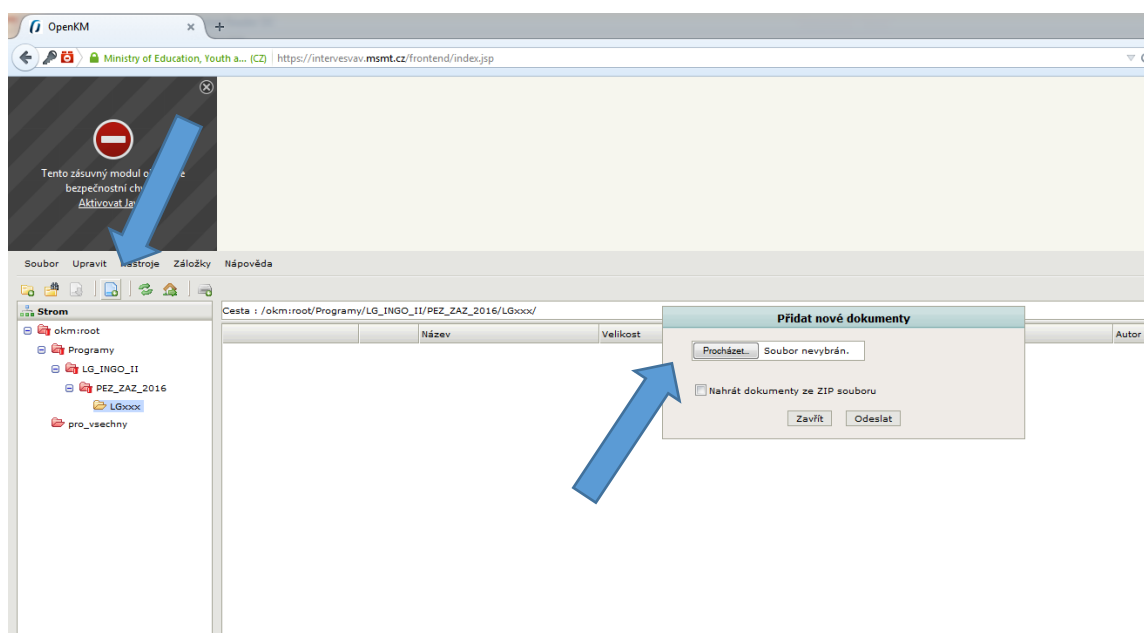 OpenKM
Ministry of Education, Youth a... (CZ) https://intervesvav.msmt.cz/frontend/index.jsp
Tento zásuvný modul
bezpečnostní
Aktivovat
Soubor Upravit Nástroje Záložky Nápověda
Strom
Cesta : /okm:root/Programy/LG_INGO_II/PEZ_ZAZ_2016/LGxxx/
Název Velikost Autor
okm:root
Programy
LG_INGO_II
PEZ_ZAZ_2016
LGxxx
pro_vsechny
Přidat nové dokumenty
Procházet... Soubor nevybrán.
Nahrát dokumenty ze ZIP souboru
Zavřít Odeslat